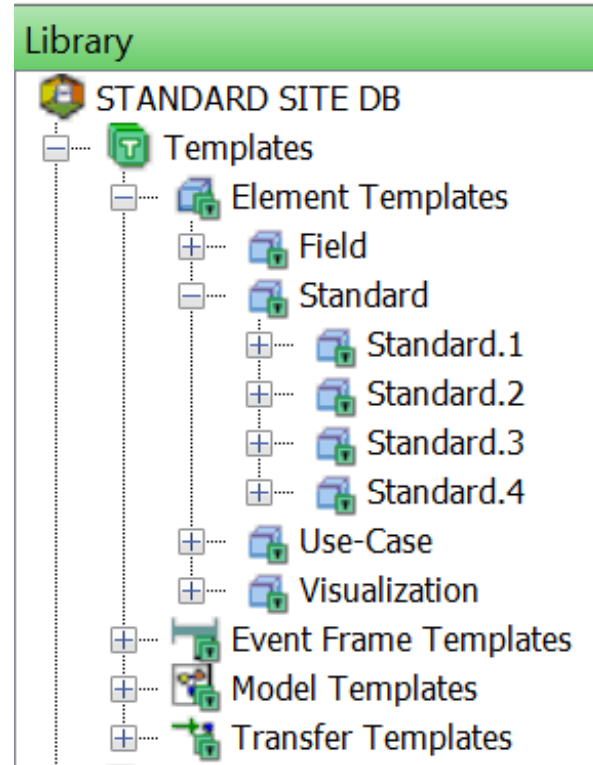 Library
STANDARD SITE DB
Templates
Element Templates
Field
Standard
Standard.1
Standard.2
Standard.3
Standard.4
Use-Case
Visualization
Event Frame Templates
Model Templates
Transfer Templates